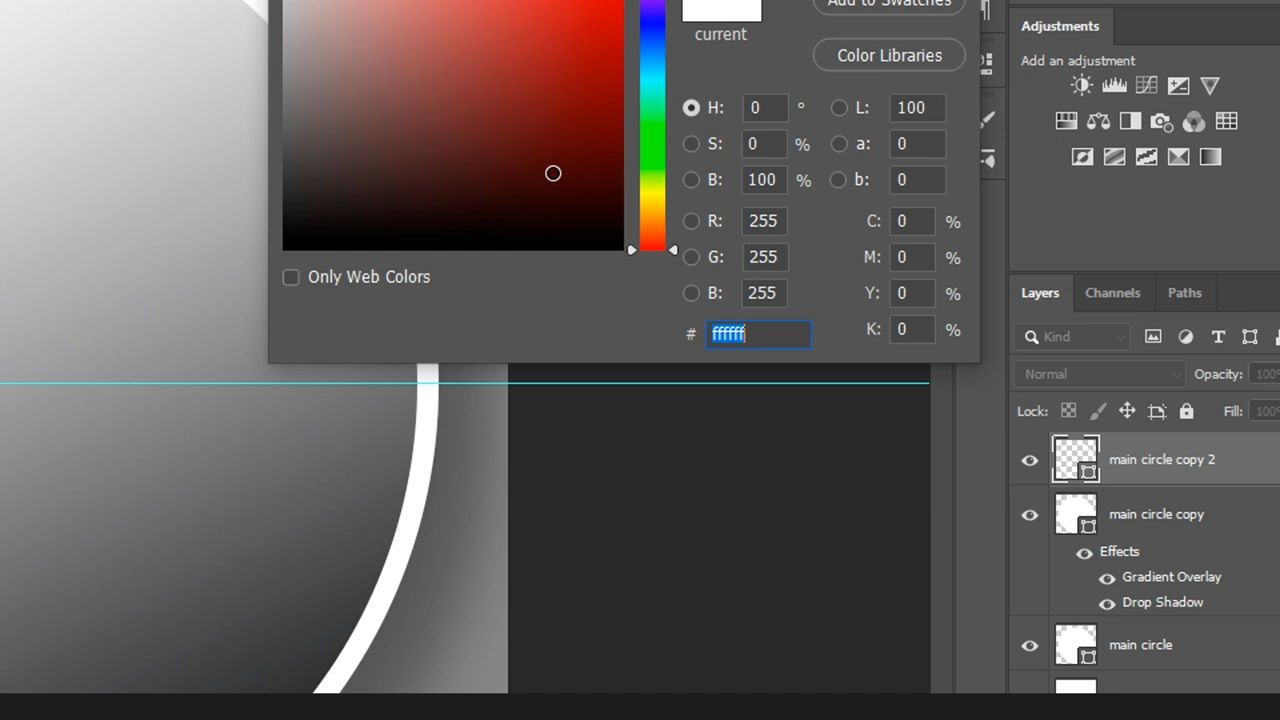 Add to Swatches
current
Color Libraries
H: 0 °
L: 100
S: 0 %
a: 0
B: 100 %
b: 0
R: 255
C: 0 %
G: 255
M: 0 %
B: 255
Y: 0 %
# ffffff
K: 0 %
Only Web Colors
Adjustments
Add an adjustment
Layers Channels Paths
Kind
Normal Opacity: 100%
Lock: Fill: 100%
main circle copy 2
main circle copy
Effects
Gradient Overlay
Drop Shadow
main circle